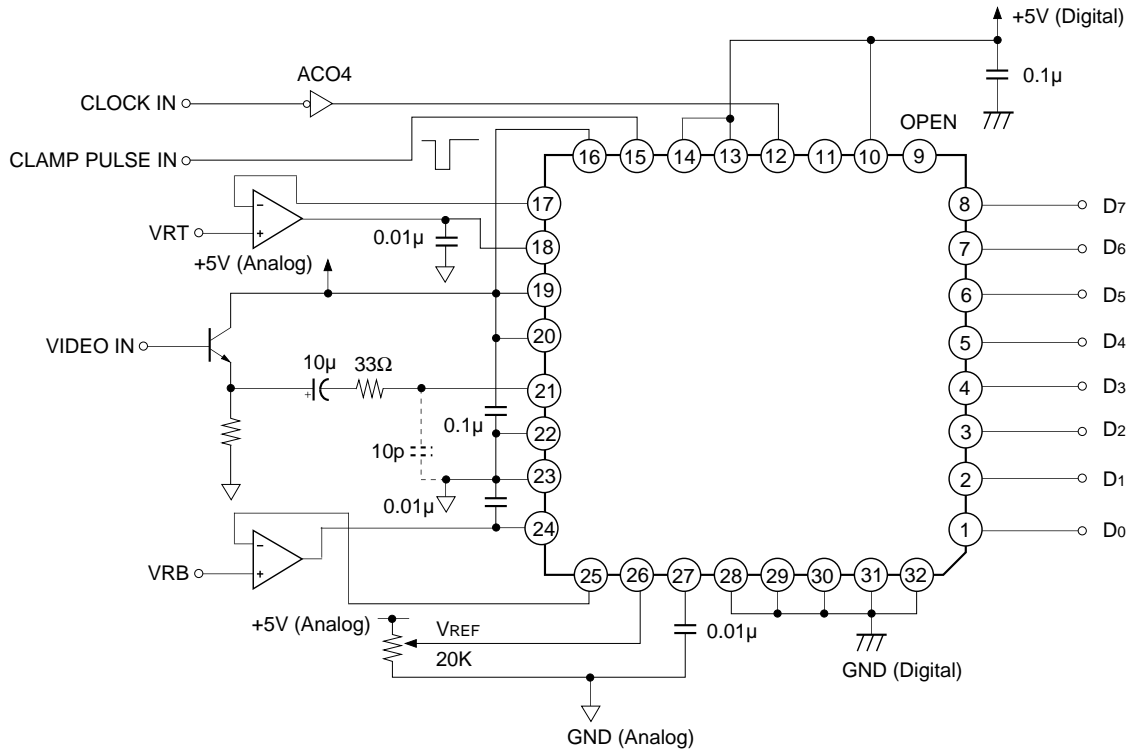 +5V (Digital)
ACO4
0.1µ
CLOCK IN
OPEN
CLAMP PULSE IN
16 15 14 13 12 11 10 9
17
8 D7
VRT
0.01µ
18
7 D6
+5V (Analog)
19
6 D5
VIDEO IN
20
5 D4
10µ 33Ω
21
4 D3
0.1µ
22
3 D2
10p
23
2 D1
0.01µ
24
1 D0
VRB
25 26 27 28 29 30 31 32
+5V (Analog)
VREF
20K
0.01µ
GND (Digital)
GND (Analog)